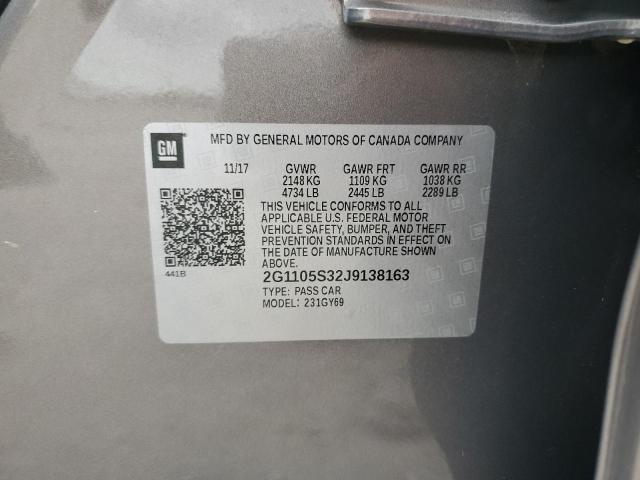 GM
MFD BY GENERAL MOTORS OF CANADA COMPANY
11/17 GVWR GAWR FRT GAWR RR
2148 KG 1109 KG 1038 KG
4734 LB 2445 LB 2289 LB
THIS VEHICLE CONFORMS TO ALL
APPLICABLE U.S. FEDERAL MOTOR
VEHICLE SAFETY, BUMPER, AND THEFT
PREVENTION STANDARDS IN EFFECT ON
THE DATE OF MANUFACTURE SHOWN
ABOVE.
441B
2G1105S32J9138163
TYPE: PASS CAR
MODEL: 231GY69